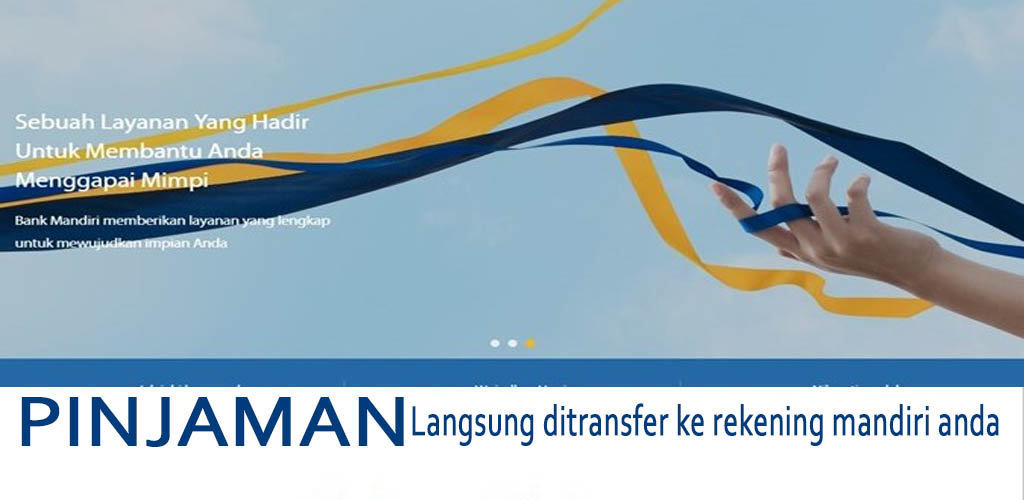 Sebuah Layanan Yang Hadir
Untuk Membantu Anda
Menggapai Mimpi
Bank Mandiri memberikan layanan yang lengkap
untuk mewujudkan impian Anda
PINJAMAN Langsung ditransfer ke rekening mandiri anda